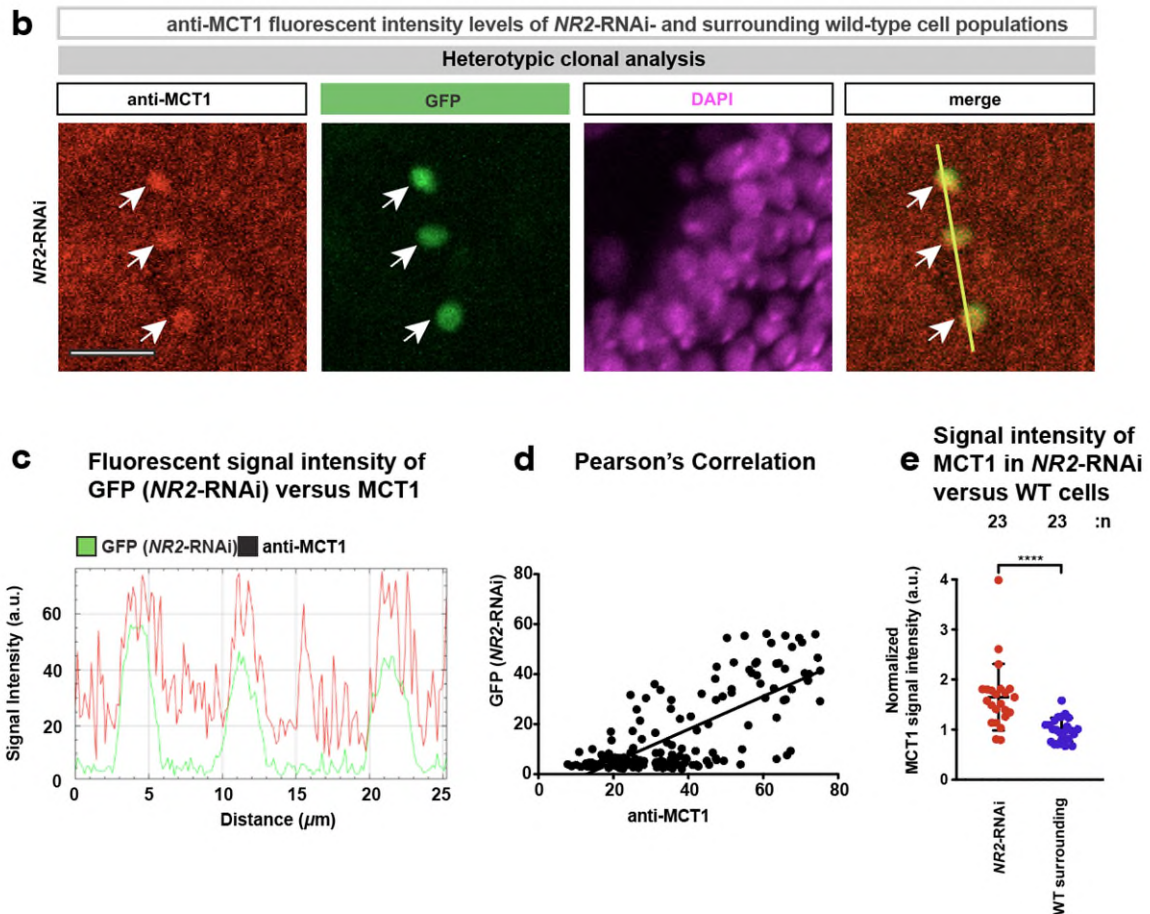 b
anti-MCT1 fluorescent intensity levels of NR2-RNAi- and surrounding wild-type cell populations
Heterotypic clonal analysis
anti-MCT1 GFP DAPI merge
NR2-RNAi
c Fluorescent signal intensity of
GFP (NR2-RNAi) versus MCT1
GFP (NR2-RNAi) anti-MCT1
Signal Intensity (a.u.)
60
40
20
0
0 5 10 15 20 25
Distance (μm)
d Pearson's Correlation
GFP (NR2-RNAi)
80
60
40
20
0
0 20 40 60 80
anti-MCT1
e Signal intensity of
MCT1 in NR2-RNAi
versus WT cells
23 23 :n
****
Normalized
MCT1 signal intensity (a.u.)
4
3
2
1
0
NR2-RNAi
WT surrounding